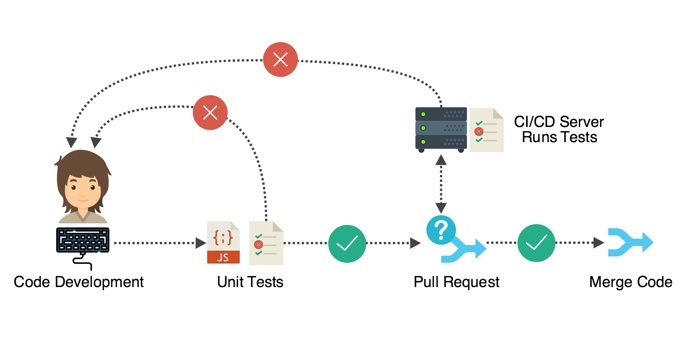 CI/CD Server
Runs Tests
{;}
JS
?
Code Development
Unit Tests
Pull Request
Merge Code